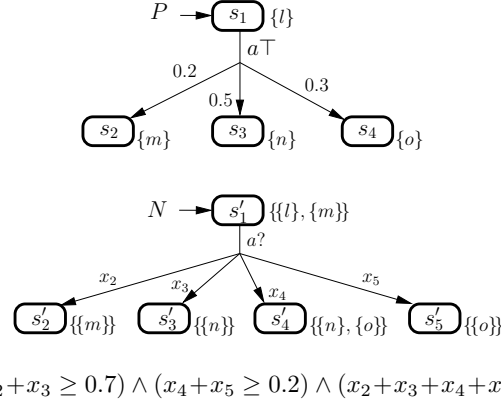 P s₁ {l}
a⊤
0.2 0.5 0.3
s₂ {m} s₃ {n} s₄ {o}
N s′₁ {{l}, {m}}
a?
x₂ x₃ x₄ x₅
s′₂ {{m}} s′₃ {{n}} s′₄ {{n}, {o}} s′₅ {{o}}
₂+x₃ ≥ 0.7) ∧ (x₄+x₅ ≥ 0.2) ∧ (x₂+x₃+x₄+x